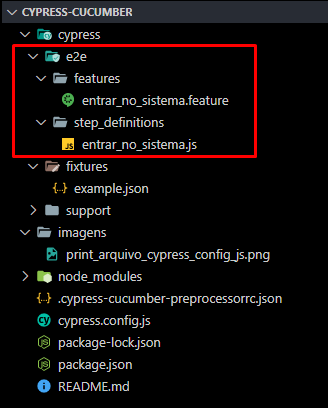 CYPRESS-CUCUMBER
cypress
e2e
features
entrar_no_sistema.feature
step_definitions
JS entrar_no_sistema.js
fixtures
{..} example.json
support
imagens
print_arquivo_cypress_config_js.png
node_modules
{..} .cypress-cucumber-preprocessorrc.json
cy cypress.config.js
package-lock.json
package.json
README.md